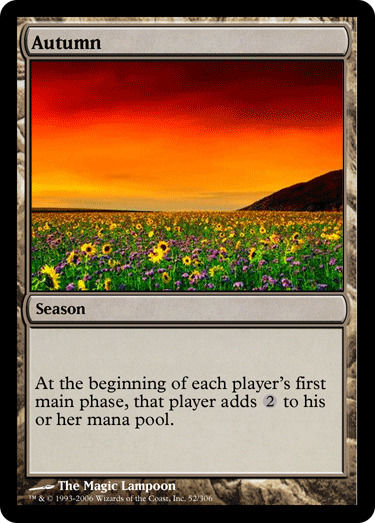 Autumn
Season
At the beginning of each player's first
main phase, that player adds 2 to his
or her mana pool.
The Magic Lampoon
™ & © 1993-2006 Wizards of the Coast, Inc. 52/306